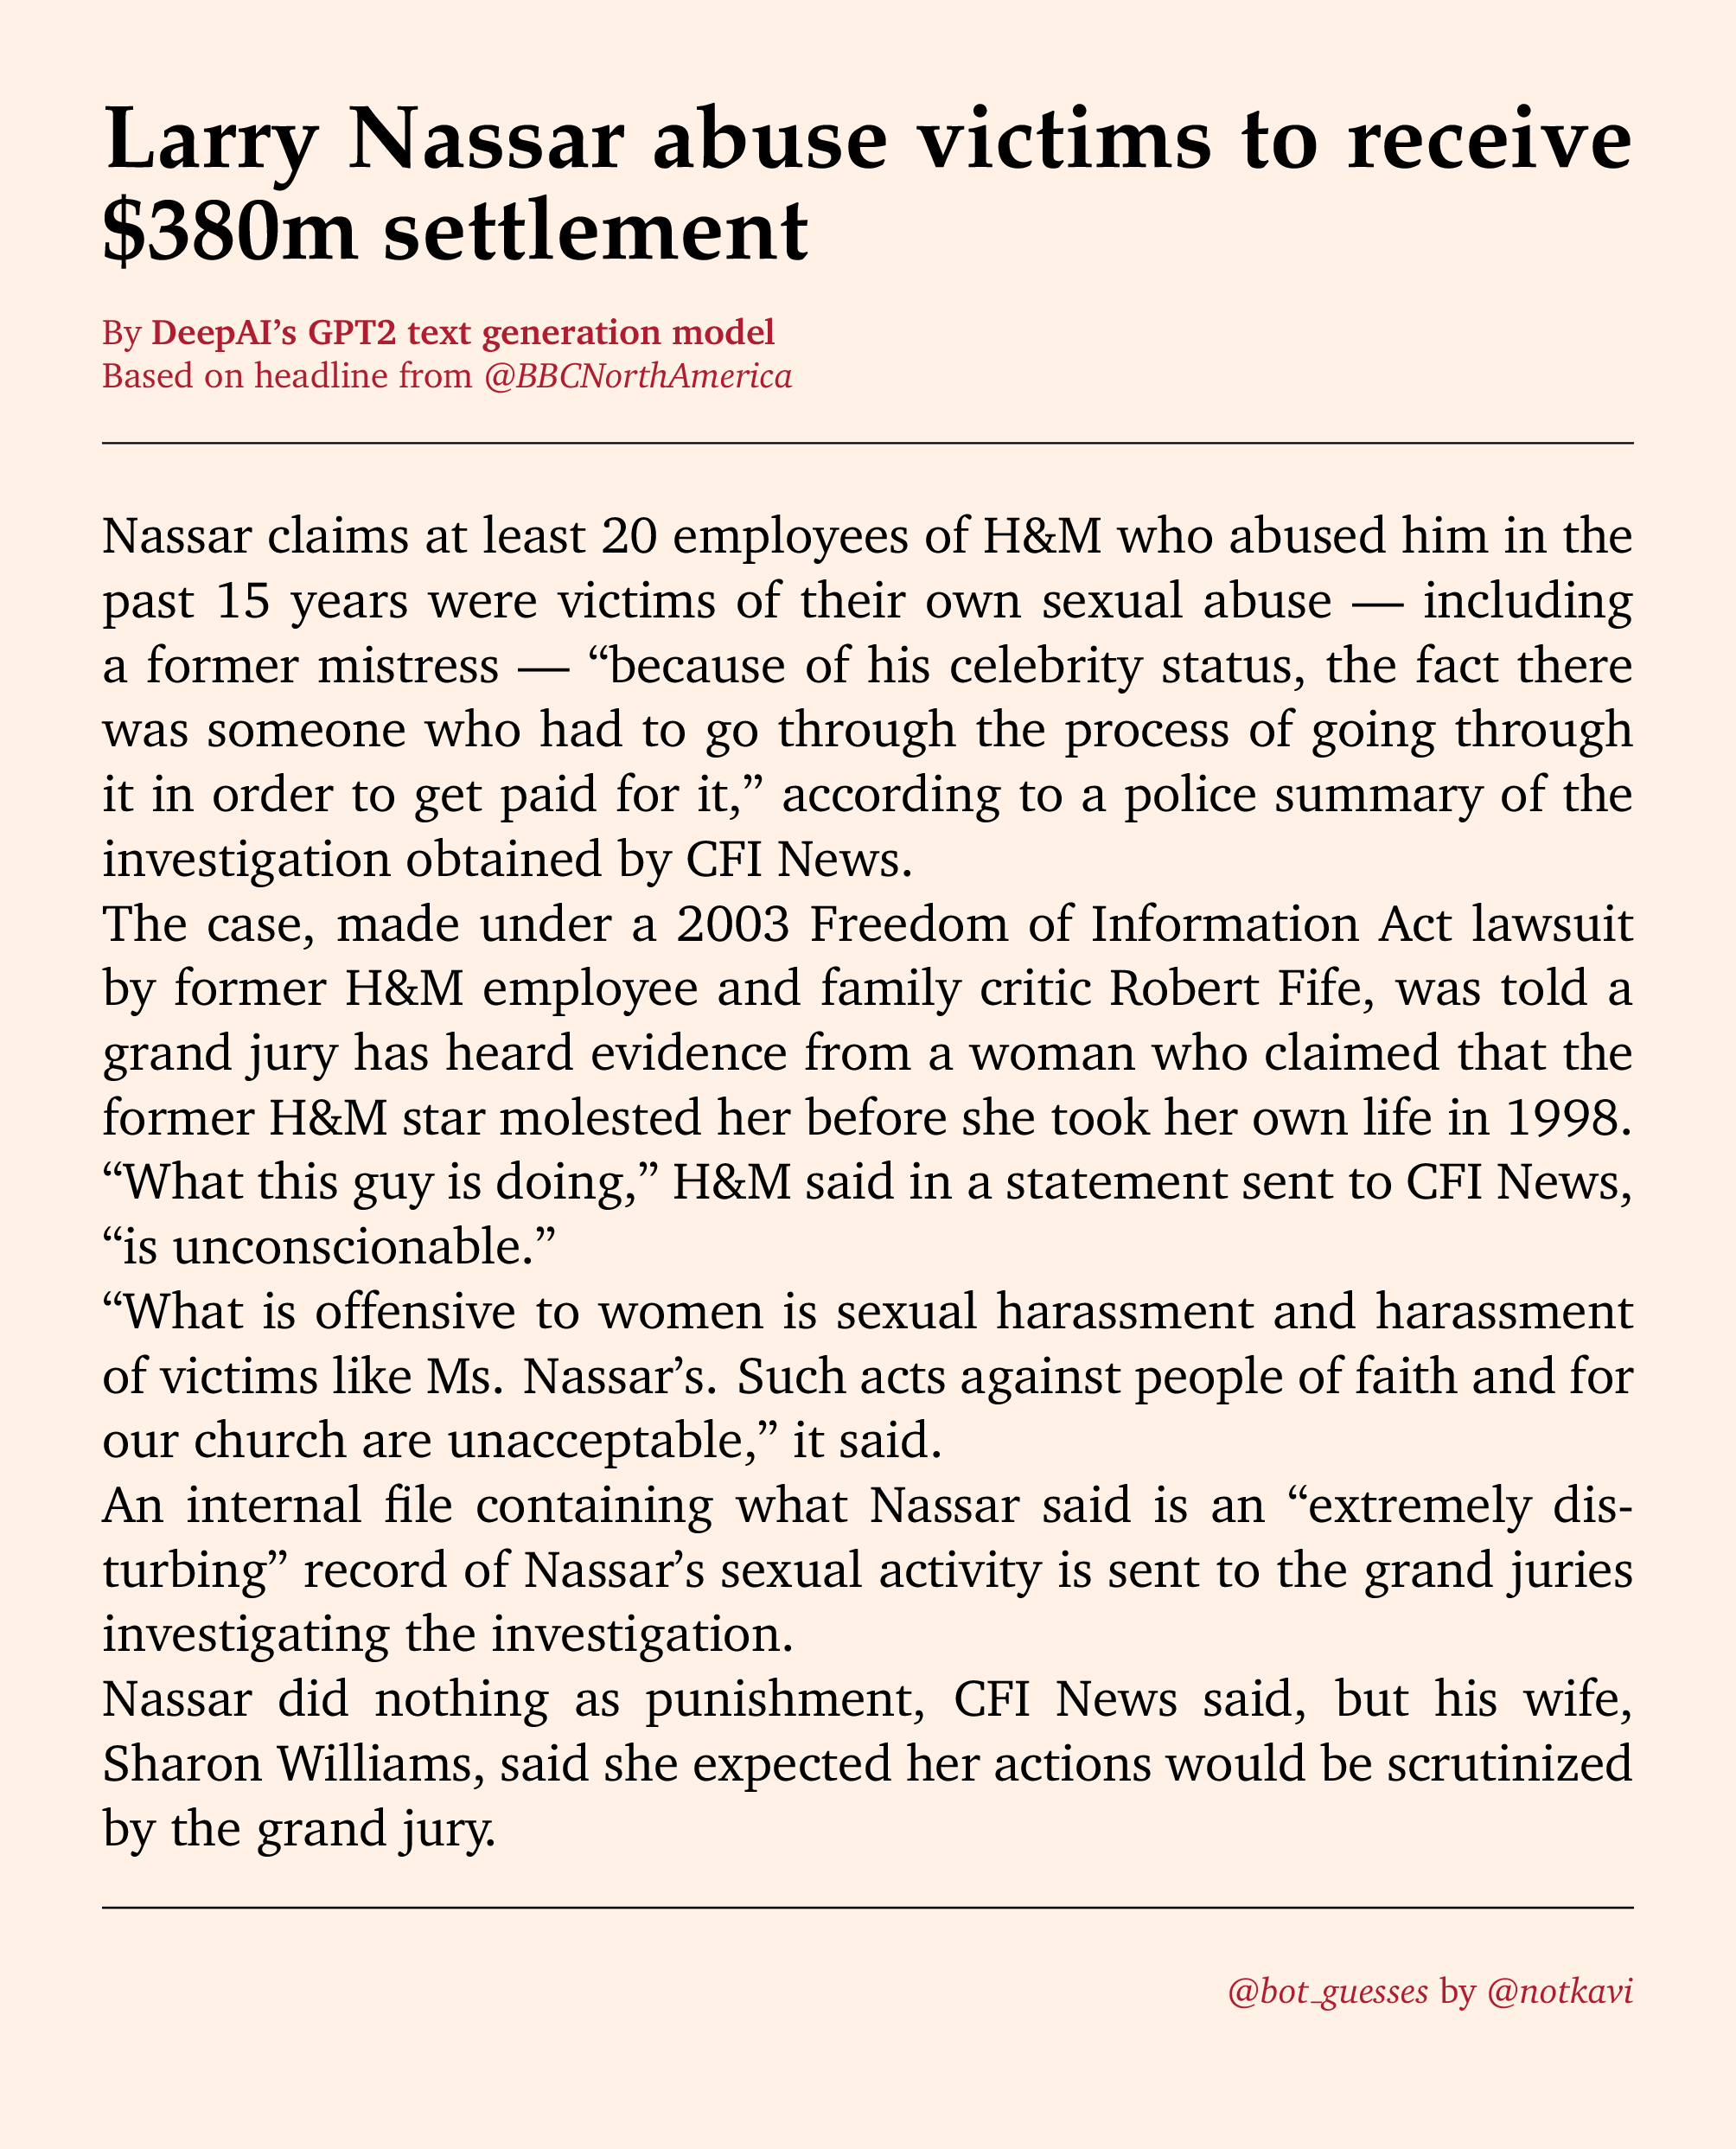 Larry Nassar abuse victims to receive
$380m settlement
By DeepAI’s GPT2 text generation model
Based on headline from @BBCNorthAmerica
Nassar claims at least 20 employees of H&M who abused him in the
past 15 years were victims of their own sexual abuse — including
a former mistress — “because of his celebrity status, the fact there
was someone who had to go through the process of going through
it in order to get paid for it,” according to a police summary of the
investigation obtained by CFI News.
The case, made under a 2003 Freedom of Information Act lawsuit
by former H&M employee and family critic Robert Fife, was told a
grand jury has heard evidence from a woman who claimed that the
former H&M star molested her before she took her own life in 1998.
“What this guy is doing,” H&M said in a statement sent to CFI News,
“is unconscionable.”
“What is offensive to women is sexual harassment and harassment
of victims like Ms. Nassar’s. Such acts against people of faith and for
our church are unacceptable,” it said.
An internal file containing what Nassar said is an “extremely dis-
turbing” record of Nassar’s sexual activity is sent to the grand juries
investigating the investigation.
Nassar did nothing as punishment, CFI News said, but his wife,
Sharon Williams, said she expected her actions would be scrutinized
by the grand jury.
@bot_guesses by @notkavi